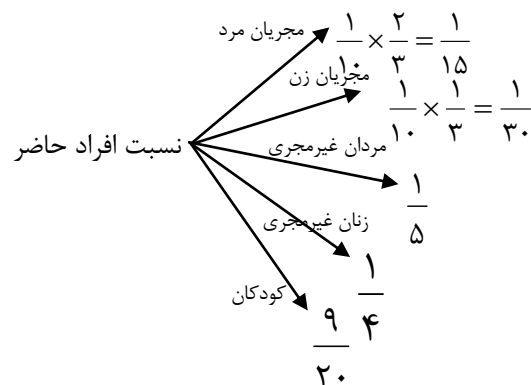 مجریان مرد
۱/۱۰ × ۲/۳ = ۱/۱۵
مجریان زن
۱/۱۰ × ۱/۳ = ۱/۳۰
نسبت افراد حاضر
مردان غیرمجری
۱/۵
زنان غیرمجری
۱/۴
کودکان
۹/۲۰